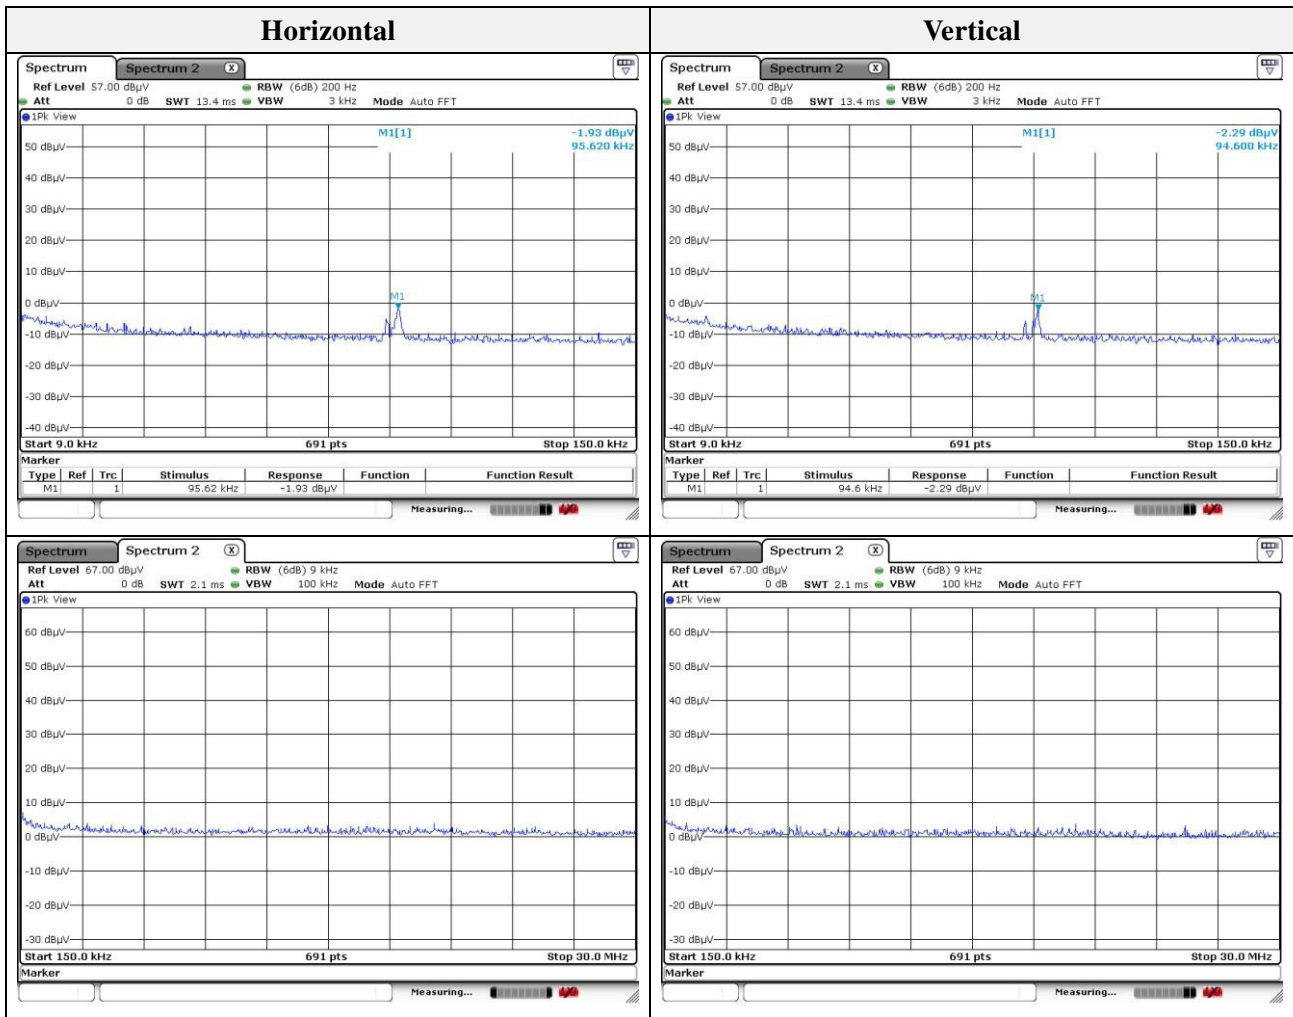 Horizontal
Vertical
Spectrum Spectrum 2 X
Ref Level 57.00 dBµV RBW (6dB) 200 Hz
Att 0 dB SWT 13.4 ms VBW 3 kHz Mode Auto FFT
1Pk View
M1[1] -1.93 dBµV
95.620 kHz
50 dBµV
40 dBµV
30 dBµV
20 dBµV
10 dBµV
0 dBµV
M1
-10 dBµV
-20 dBµV
-30 dBµV
-40 dBµV
Start 9.0 kHz 691 pts Stop 150.0 kHz
Marker
Type Ref Trc Stimulus Response Function Function Result
M1 1 95.62 kHz -1.93 dBµV
Measuring...
Spectrum Spectrum 2 X
Ref Level 57.00 dBµV RBW (6dB) 200 Hz
Att 0 dB SWT 13.4 ms VBW 3 kHz Mode Auto FFT
1Pk View
M1[1] -2.29 dBµV
94.600 kHz
50 dBµV
40 dBµV
30 dBµV
20 dBµV
10 dBµV
0 dBµV
M1
-10 dBµV
-20 dBµV
-30 dBµV
-40 dBµV
Start 9.0 kHz 691 pts Stop 150.0 kHz
Marker
Type Ref Trc Stimulus Response Function Function Result
M1 1 94.6 kHz -2.29 dBµV
Measuring...
Spectrum Spectrum 2 X
Ref Level 67.00 dBµV RBW (6dB) 9 kHz
Att 0 dB SWT 2.1 ms VBW 100 kHz Mode Auto FFT
1Pk View
60 dBµV
50 dBµV
40 dBµV
30 dBµV
20 dBµV
10 dBµV
0 dBµV
-10 dBµV
-20 dBµV
-30 dBµV
Start 150.0 kHz 691 pts Stop 30.0 MHz
Marker
Measuring...
Spectrum Spectrum 2 X
Ref Level 67.00 dBµV RBW (6dB) 9 kHz
Att 0 dB SWT 2.1 ms VBW 100 kHz Mode Auto FFT
1Pk View
60 dBµV
50 dBµV
40 dBµV
30 dBµV
20 dBµV
10 dBµV
0 dBµV
-10 dBµV
-20 dBµV
-30 dBµV
Start 150.0 kHz 691 pts Stop 30.0 MHz
Marker
Measuring...